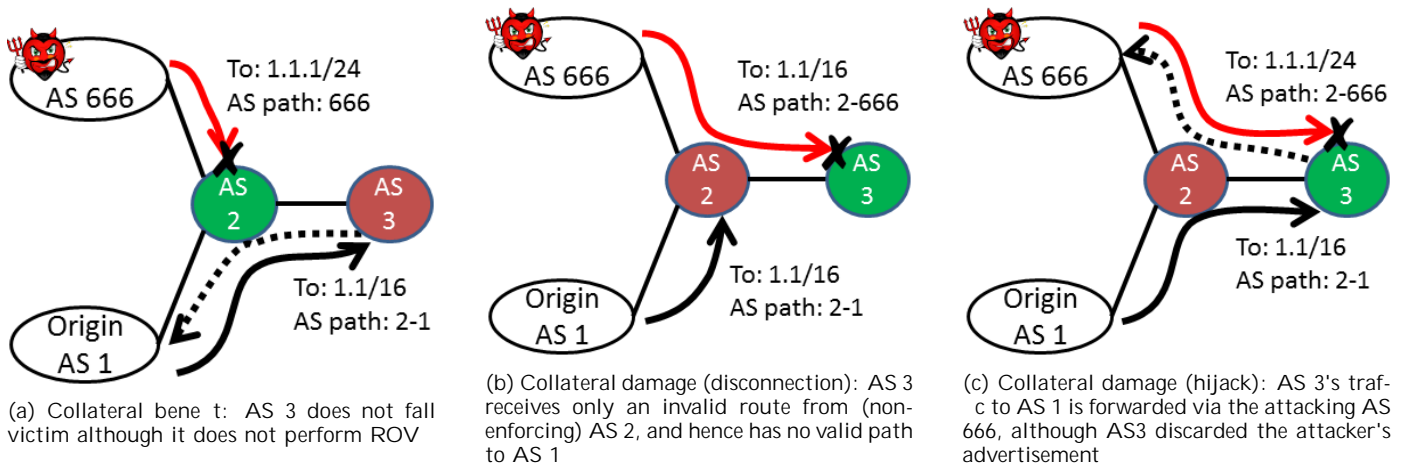 AS 666
To: 1.1.1/24
AS path: 666
AS
2
AS
3
To: 1.1/16
AS path: 2-1
Origin
AS 1
(a) Collateral bene t: AS 3 does not fall
victim although it does not perform ROV
AS 666
To: 1.1/16
AS path: 2-666
AS
2
AS
3
To: 1.1/16
AS path: 2-1
Origin
AS 1
(b) Collateral damage (disconnection): AS 3
receives only an invalid route from (non-
enforcing) AS 2, and hence has no valid path
to AS 1
AS 666
To: 1.1.1/24
AS path: 2-666
AS
2
AS
3
To: 1.1/16
AS path: 2-1
Origin
AS 1
(c) Collateral damage (hijack): AS 3's traf-
c to AS 1 is forwarded via the attacking AS
666, although AS3 discarded the attacker's
advertisement